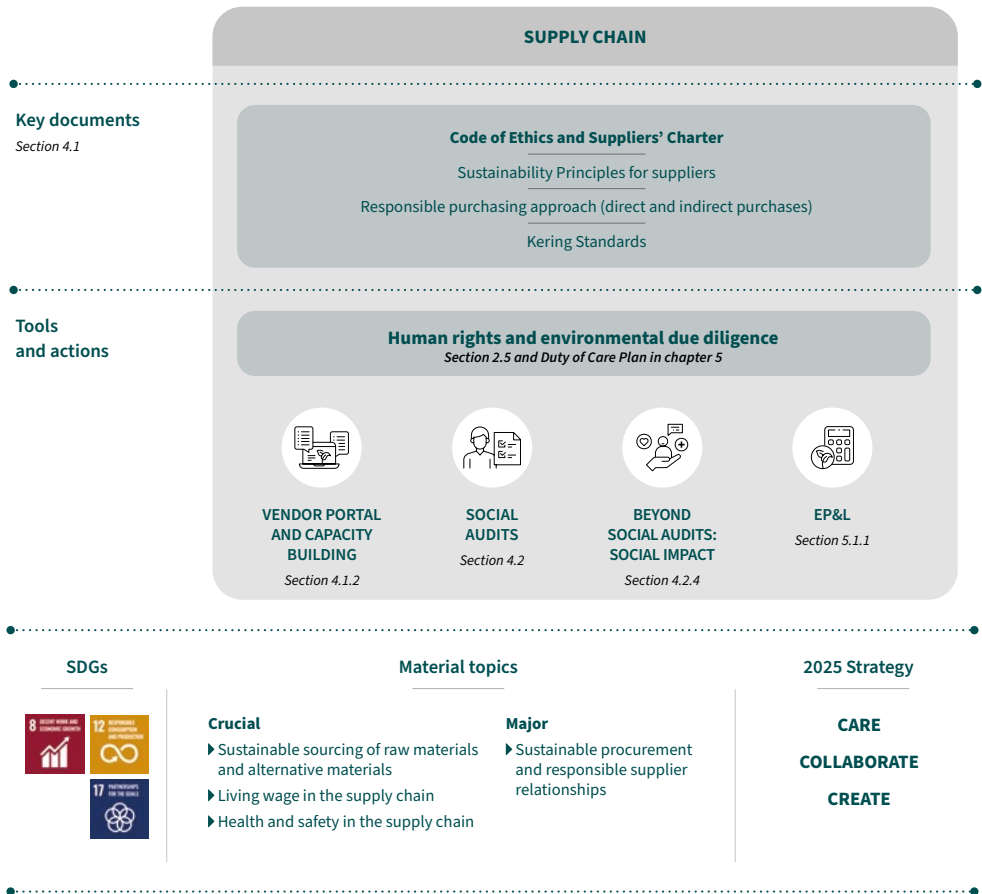 SUPPLY CHAIN
Key documents
Section 4.1
Code of Ethics and Suppliers’ Charter
Sustainability Principles for suppliers
Responsible purchasing approach (direct and indirect purchases)
Kering Standards
Tools
and actions
Human rights and environmental due diligence
Section 2.5 and Duty of Care Plan in chapter 5
VENDOR PORTAL
AND CAPACITY
BUILDING
Section 4.1.2
SOCIAL
AUDITS
Section 4.2
BEYOND
SOCIAL AUDITS:
SOCIAL IMPACT
Section 4.2.4
EP&L
Section 5.1.1
SDGs
8 DECENT WORK AND
ECONOMIC GROWTH
12 RESPONSIBLE
CONSUMPTION
AND PRODUCTION
17 PARTNERSHIPS
FOR THE GOALS
Material topics
Crucial
Sustainable sourcing of raw materials
and alternative materials
Living wage in the supply chain
Health and safety in the supply chain
Major
Sustainable procurement
and responsible supplier
relationships
2025 Strategy
CARE
COLLABORATE
CREATE